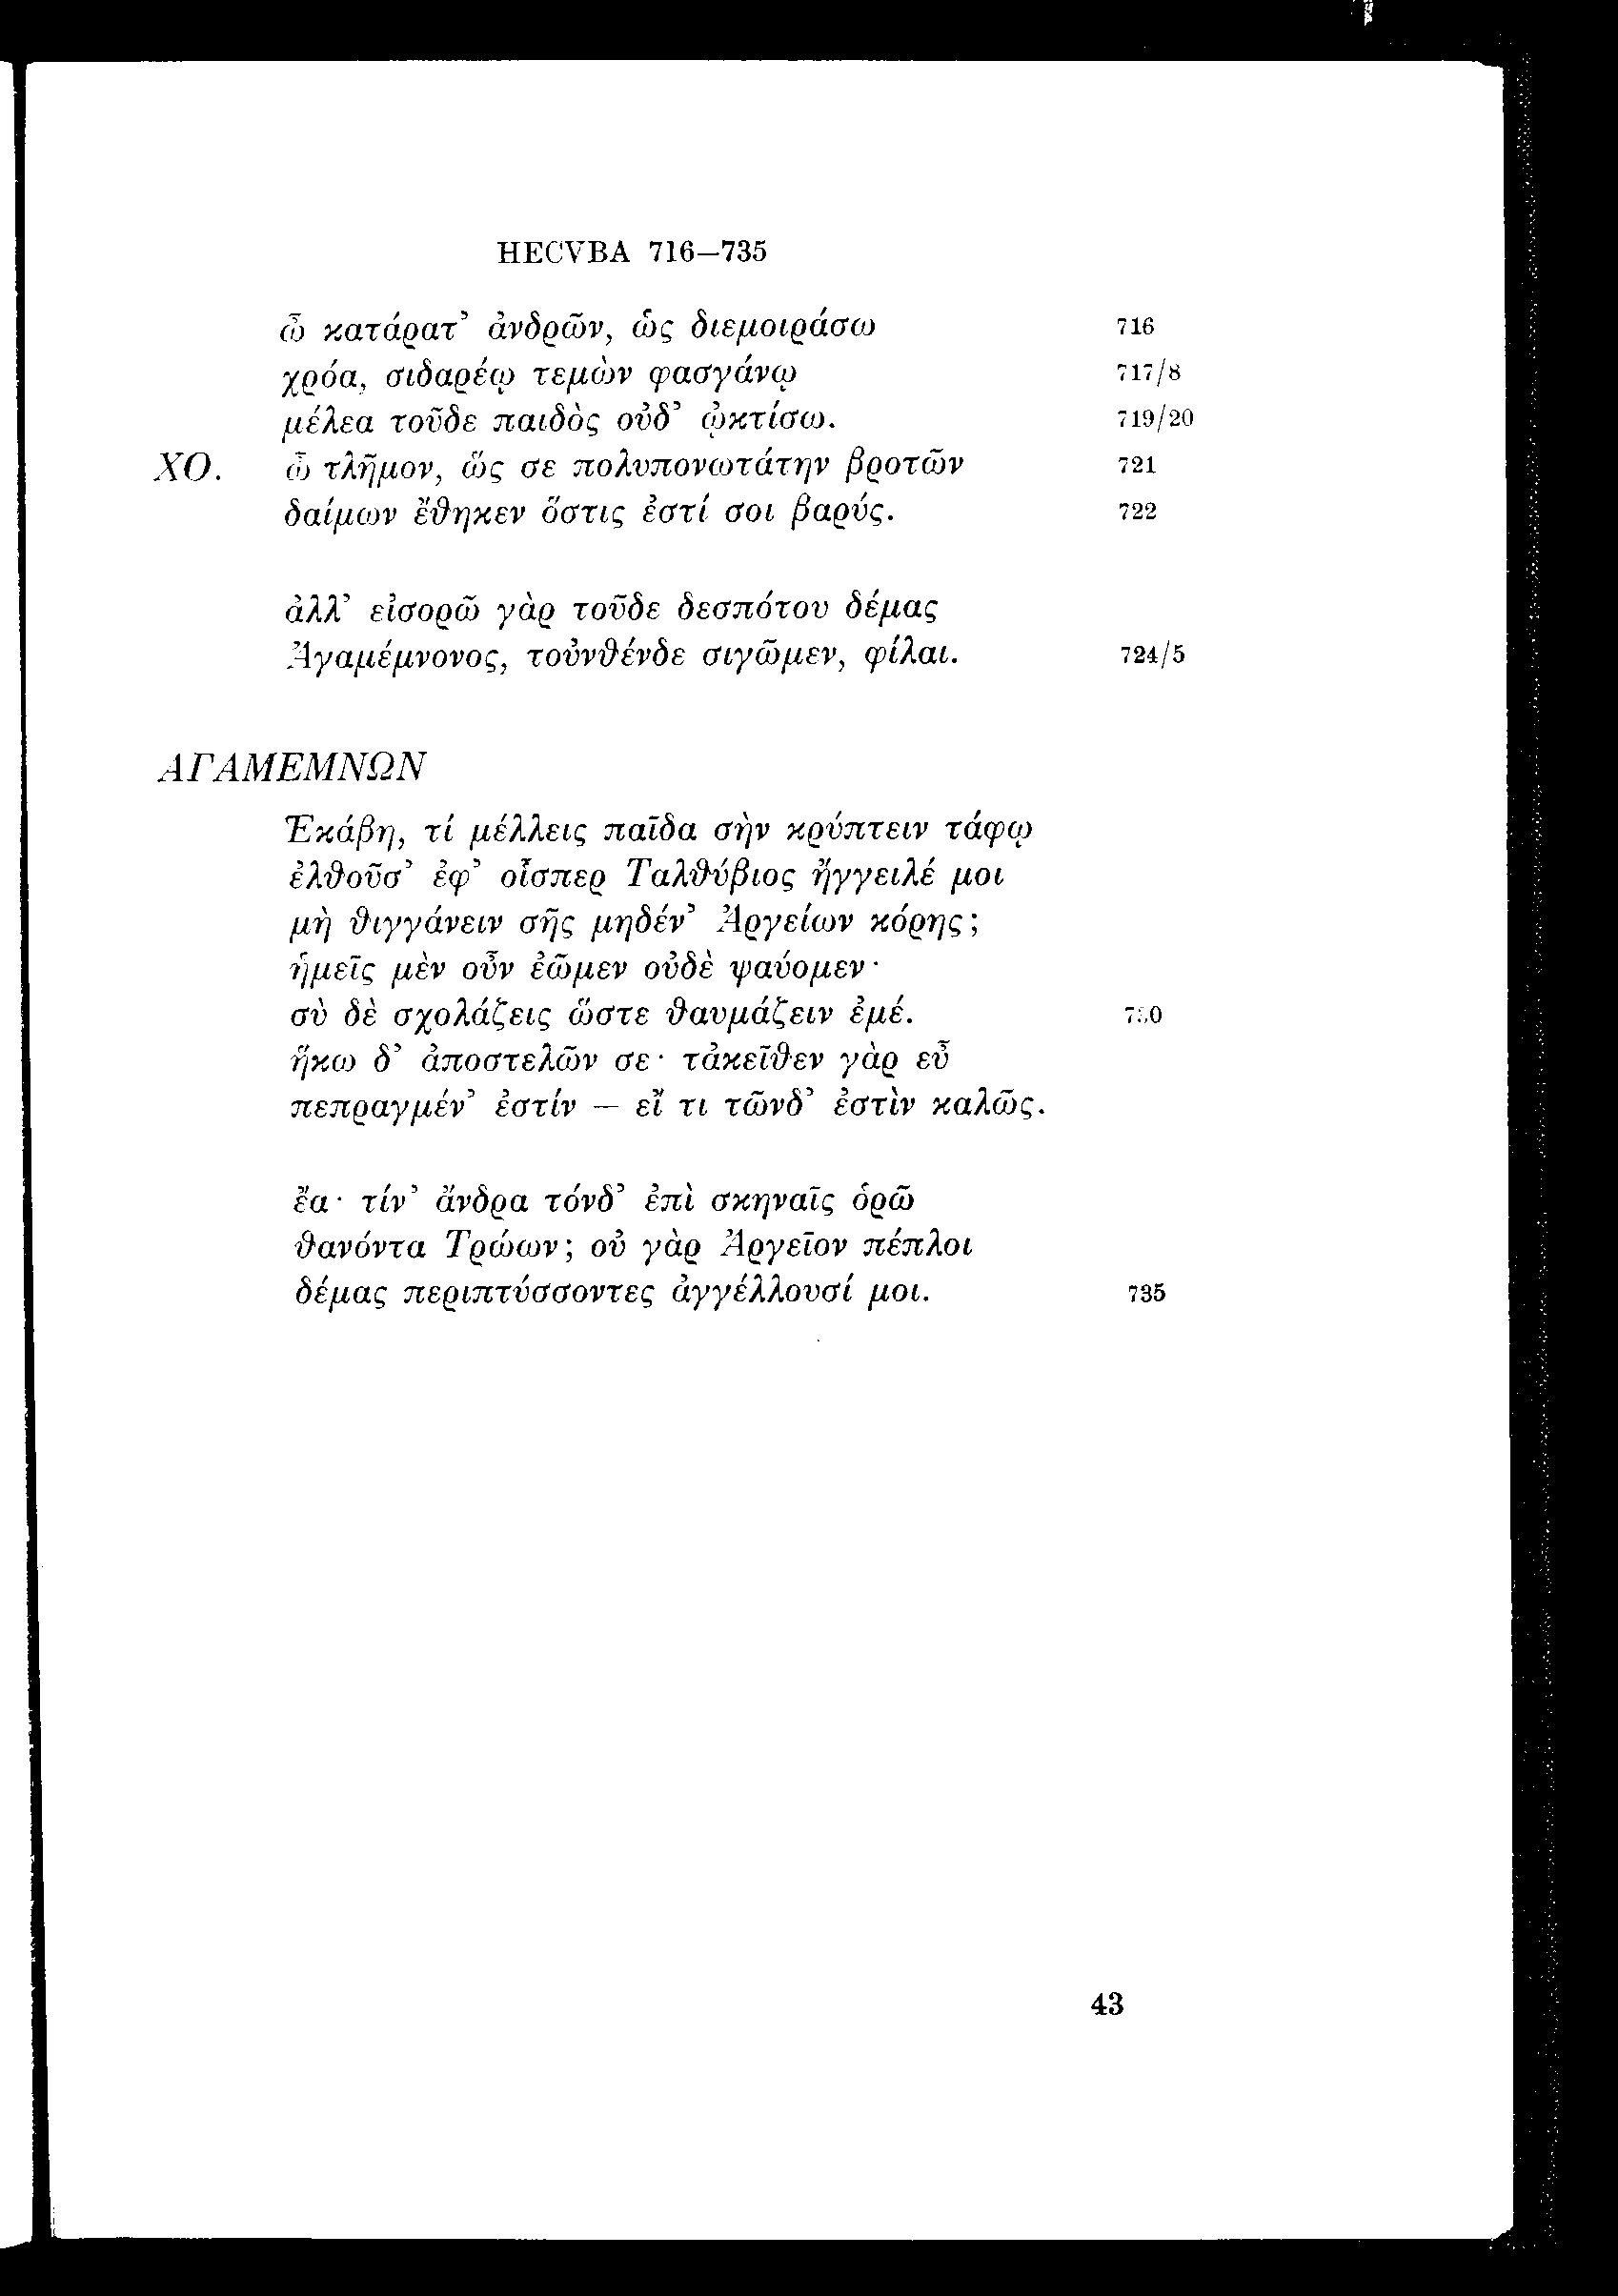 HECVBA 716–735
ὦ κατάρατ’ ἀνδρῶν, ὡς διεμοιράσω 716
χρόα, σιδαρέῳ τεμὼν φασγάνῳ 717/8
μέλεα τοῦδε παιδὸς οὐδ’ ᾠκτίσω. 719/20
ΧΟ. ὦ τλῆμον, ὥς σε πολυπονωτάτην βροτῶν 721
δαίμων ἔθηκεν ὅστις ἐστί σοι βαρύς. 722
ἀλλ’ εἰσορῶ γὰρ τοῦδε δεσπότου δέμας
Ἀγαμέμνονος, τοὐνθένδε σιγῶμεν, φίλαι. 724/5
ΑΓΑΜΕΜΝΩΝ
Ἑκάβη, τί μέλλεις παῖδα σὴν κρύπτειν τάφῳ
ἐλθοῦσ’ ἐφ’ οἷσπερ Ταλθύβιος ἤγγειλέ μοι
μὴ θιγγάνειν σῆς μηδέν’ Ἀργείων κόρης;
ἡμεῖς μὲν οὖν ἐῶμεν οὐδὲ ψαύομεν·
σὺ δὲ σχολάζεις ὥστε θαυμάζειν ἐμέ. 730
ἥκω δ’ ἀποστελῶν σε· τἀκεῖθεν γὰρ εὖ
πεπραγμέν’ ἐστίν – εἴ τι τῶνδ’ ἐστὶν καλῶς.
ἔα· τίν’ ἄνδρα τόνδ’ ἐπὶ σκηναῖς ὁρῶ
θανόντα Τρώων; οὐ γὰρ Ἀργεῖον πέπλοι
δέμας περιπτύσσοντες ἀγγέλλουσί μοι. 735
43